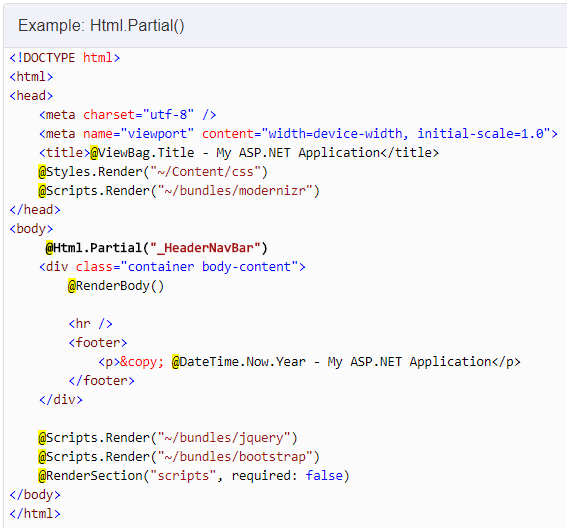 Example: Html.Partial()
<!DOCTYPE html>
<html>
<head>
    <meta charset="utf-8" />
    <meta name="viewport" content="width=device-width, initial-scale=1.0">
    <title>@ViewBag.Title - My ASP.NET Application</title>
    @Styles.Render("~/Content/css")
    @Scripts.Render("~/bundles/modernizr")
</head>
<body>
     @Html.Partial("_HeaderNavBar")
    <div class="container body-content">
        @RenderBody()

        <hr />
        <footer>
            <p>&copy; @DateTime.Now.Year - My ASP.NET Application</p>
        </footer>
    </div>

    @Scripts.Render("~/bundles/jquery")
    @Scripts.Render("~/bundles/bootstrap")
    @RenderSection("scripts", required: false)
</body>
</html>